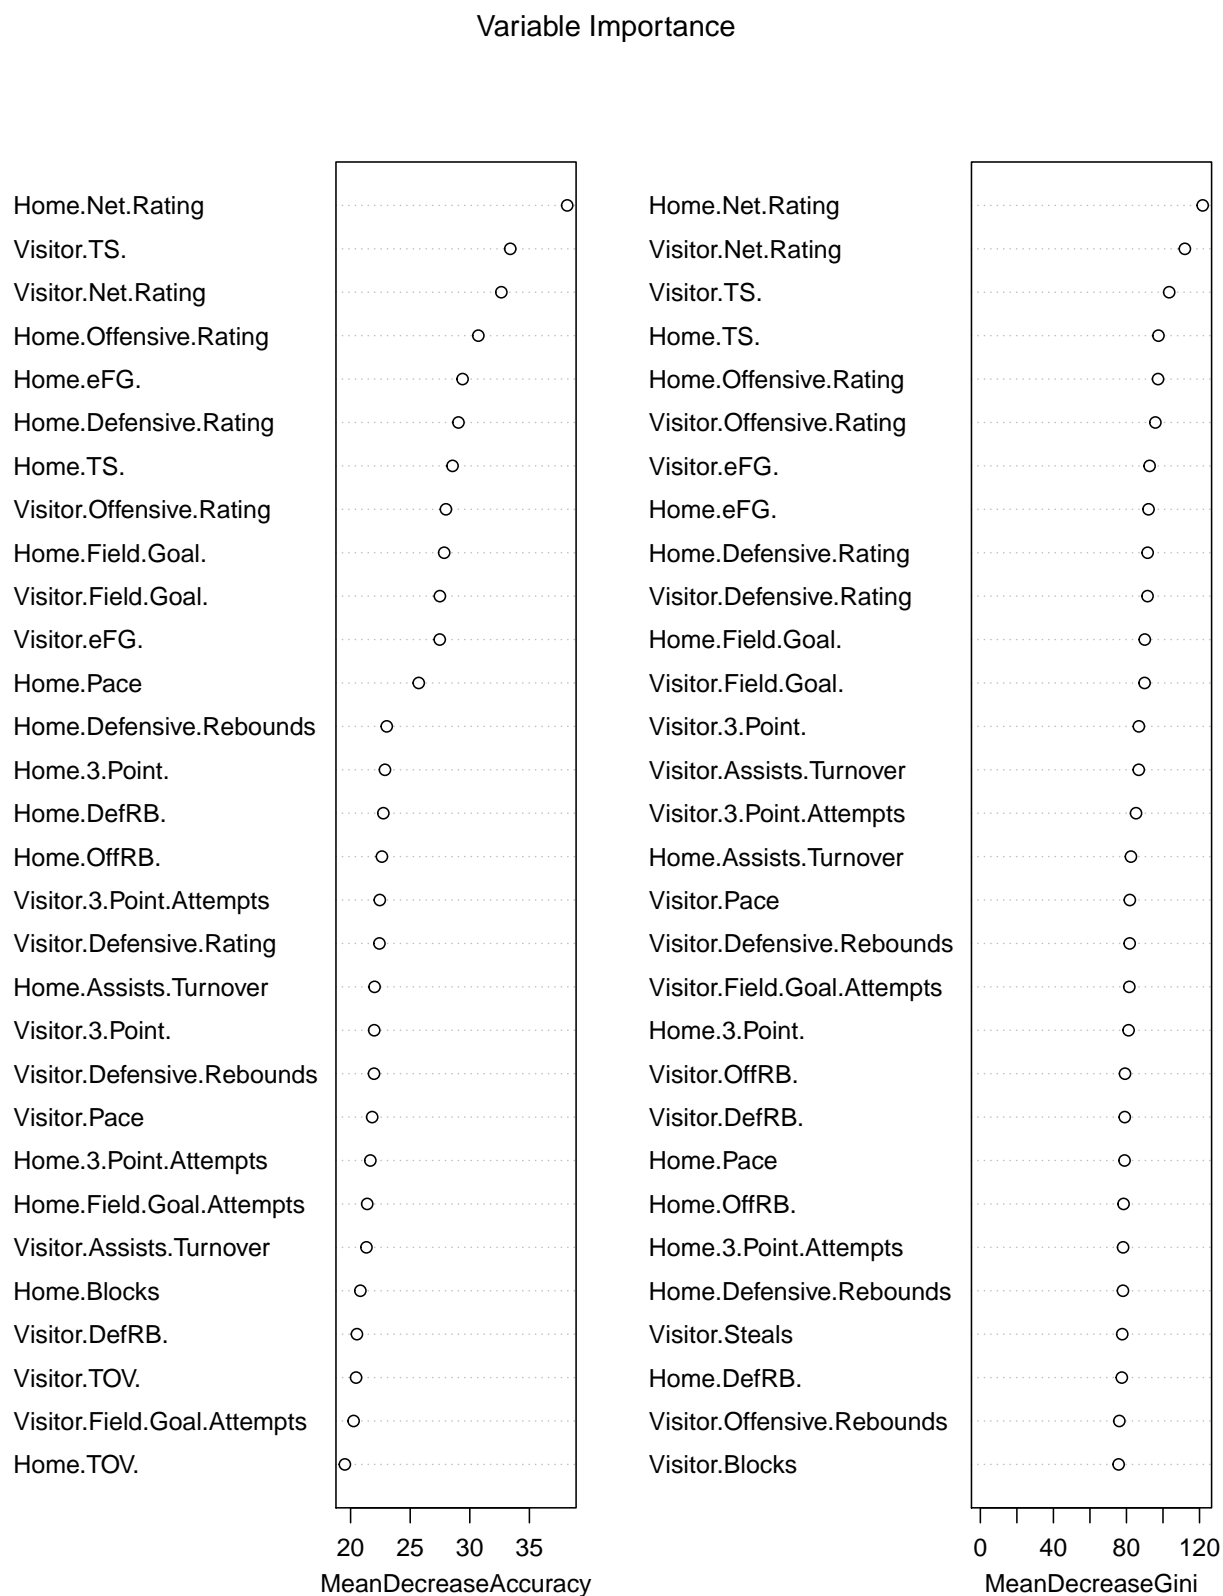 Variable Importance
Home.Net.Rating
Visitor.TS.
Visitor.Net.Rating
Home.Offensive.Rating
Home.eFG.
Home.Defensive.Rating
Home.TS.
Visitor.Offensive.Rating
Home.Field.Goal.
Visitor.Field.Goal.
Visitor.eFG.
Home.Pace
Home.Defensive.Rebounds
Home.3.Point.
Home.DefRB.
Home.OffRB.
Visitor.3.Point.Attempts
Visitor.Defensive.Rating
Home.Assists.Turnover
Visitor.3.Point.
Visitor.Defensive.Rebounds
Visitor.Pace
Home.3.Point.Attempts
Home.Field.Goal.Attempts
Visitor.Assists.Turnover
Home.Blocks
Visitor.DefRB.
Visitor.TOV.
Visitor.Field.Goal.Attempts
Home.TOV.
20 25 30 35
MeanDecreaseAccuracy
Home.Net.Rating
Visitor.Net.Rating
Visitor.TS.
Home.TS.
Home.Offensive.Rating
Visitor.Offensive.Rating
Visitor.eFG.
Home.eFG.
Home.Defensive.Rating
Visitor.Defensive.Rating
Home.Field.Goal.
Visitor.Field.Goal.
Visitor.3.Point.
Visitor.Assists.Turnover
Visitor.3.Point.Attempts
Home.Assists.Turnover
Visitor.Pace
Visitor.Defensive.Rebounds
Visitor.Field.Goal.Attempts
Home.3.Point.
Visitor.OffRB.
Visitor.DefRB.
Home.Pace
Home.OffRB.
Home.3.Point.Attempts
Home.Defensive.Rebounds
Visitor.Steals
Home.DefRB.
Visitor.Offensive.Rebounds
Visitor.Blocks
0 40 80 120
MeanDecreaseGini